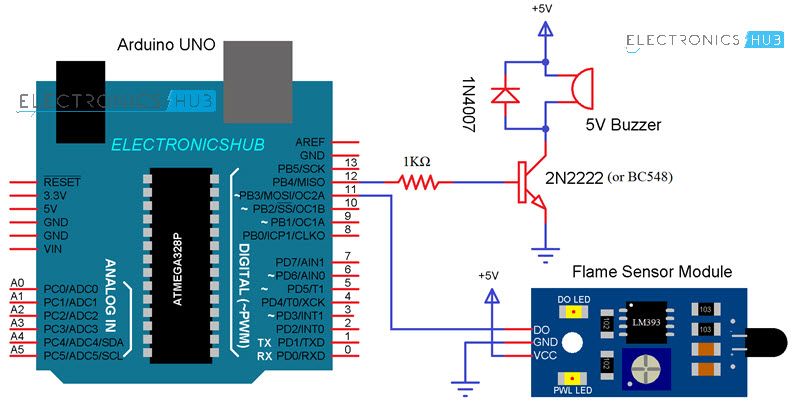 Arduino UNO
ELECTRONICS HUB
ELECTRONICSHUB
RESET
3.3V
5V
GND
GND
VIN
A0 PC0/ADC0
A1 PC1/ADC1
A2 PC2/ADC2
A3 PC3/ADC3
A4 PC4/ADC4/SDA
A5 PC5/ADC5/SCL
ANALOG IN
ATMEGA328P
DIGITAL (~PWM)
AREF
GND
PB5/SCK 13
PB4/MISO 12
~PB3/MOSI/OC2A 11
~ PB2/SS/OC1B 10
~ PB1/OC1A 9
PB0/ICP1/CLKO 8
PD7/AIN1 7
~ PD6/AIN0 6
~ PD5/T1 5
PD4/T0/XCK 4
~ PD3/INT1 3
PD2/INT0 2
TX PD1/TXD 1
RX PD0/RXD 0
1KΩ
+5V
ELECTRONICS HUB
1N4007
5V Buzzer
2N2222 (or BC548)
Flame Sensor Module
+5V
DO
GND
VCC
DO LED
102
102
LM393
103
103
PWL LED